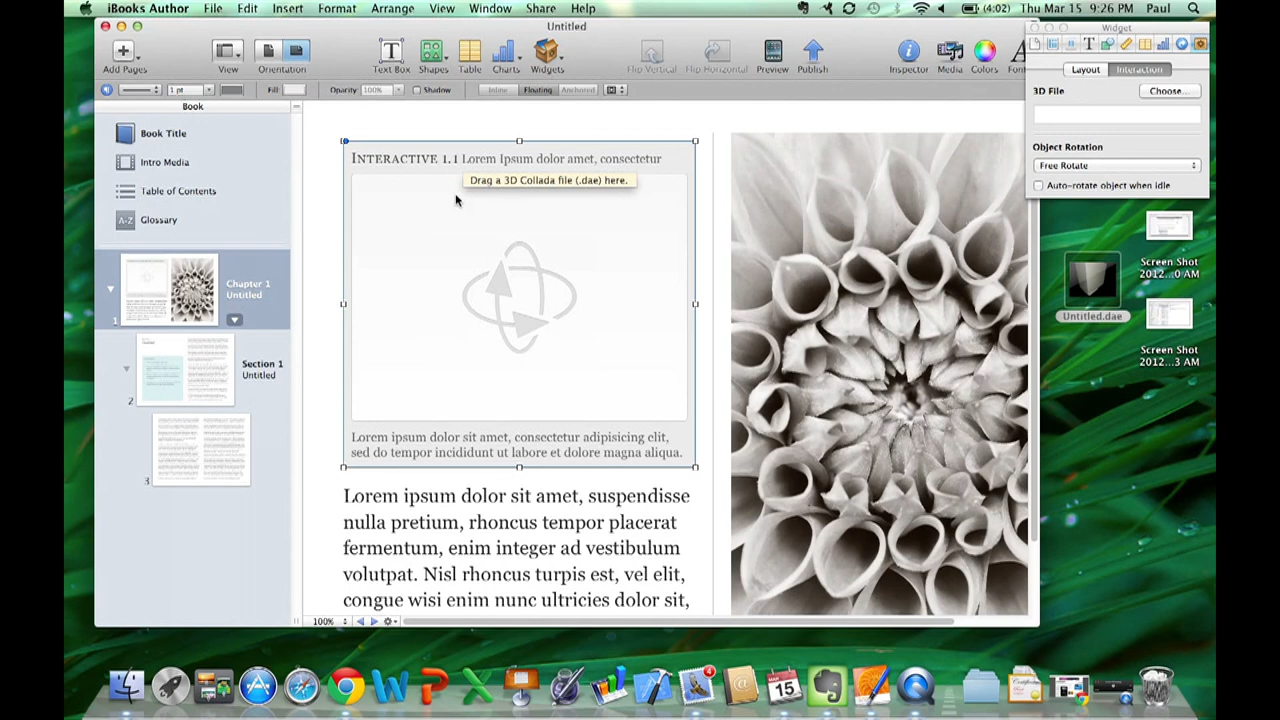 iBooks Author File Edit Insert Format Arrange View Window Share Help (4:02) Thu Mar 15 9:26 PM Paul
Untitled
Add Pages View Orientation Text Box Shapes Table Charts Widgets Flip Vertical Flip Horizontal Preview Publish Inspector Media Colors
1 pt Fill: Opacity: 100% Shadow Inline Floating Anchored
Book
Book Title
Intro Media
Table of Contents
A-Z Glossary
Chapter 1
Untitled
1
Section 1
Untitled
2
3
INTERACTIVE 1.1 Lorem Ipsum dolor amet, consectetur
Drag a 3D Collada file (.dae) here.
Lorem ipsum dolor sit amet, consectetur adipisicing elit,
sed do tempor incididunt ut labore et dolore magna aliqua.
Lorem ipsum dolor sit amet, suspendisse
nulla pretium, rhoncus tempor placerat
fermentum, enim integer ad vestibulum
volutpat. Nisl rhoncus turpis est, vel elit,
congue wisi enim nunc ultricies dolor sit,
100%
Widget
Layout Interaction
3D File Choose...
Object Rotation
Free Rotate
Auto-rotate object when idle
Untitled.dae
Screen Shot
2012...0 AM
Screen Shot
2012...3 AM
4
15